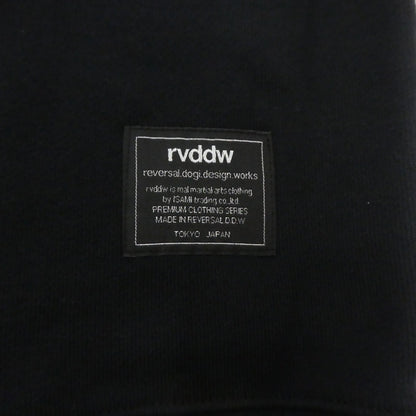 rvddw
reversal.dogi.design.works
rvddw is real martial arts clothing
by ISAMI trading co.,ltd
PREMIUM CLOTHING SERIES
MADE IN REVERSAL D.D.W
TOKYO JAPAN